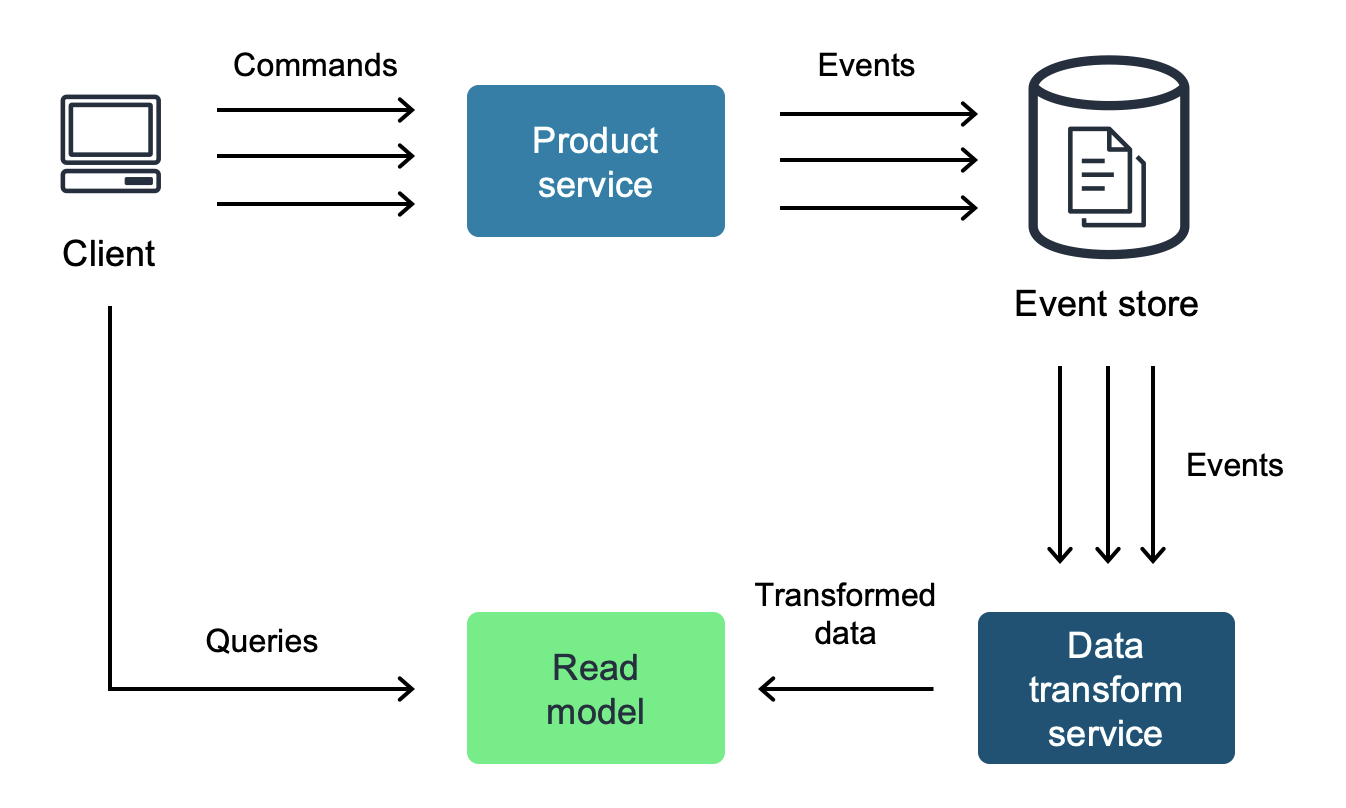 Commands
Events
Product
service
Client
Event store
Events
Transformed
data
Queries
Read
model
Data
transform
service